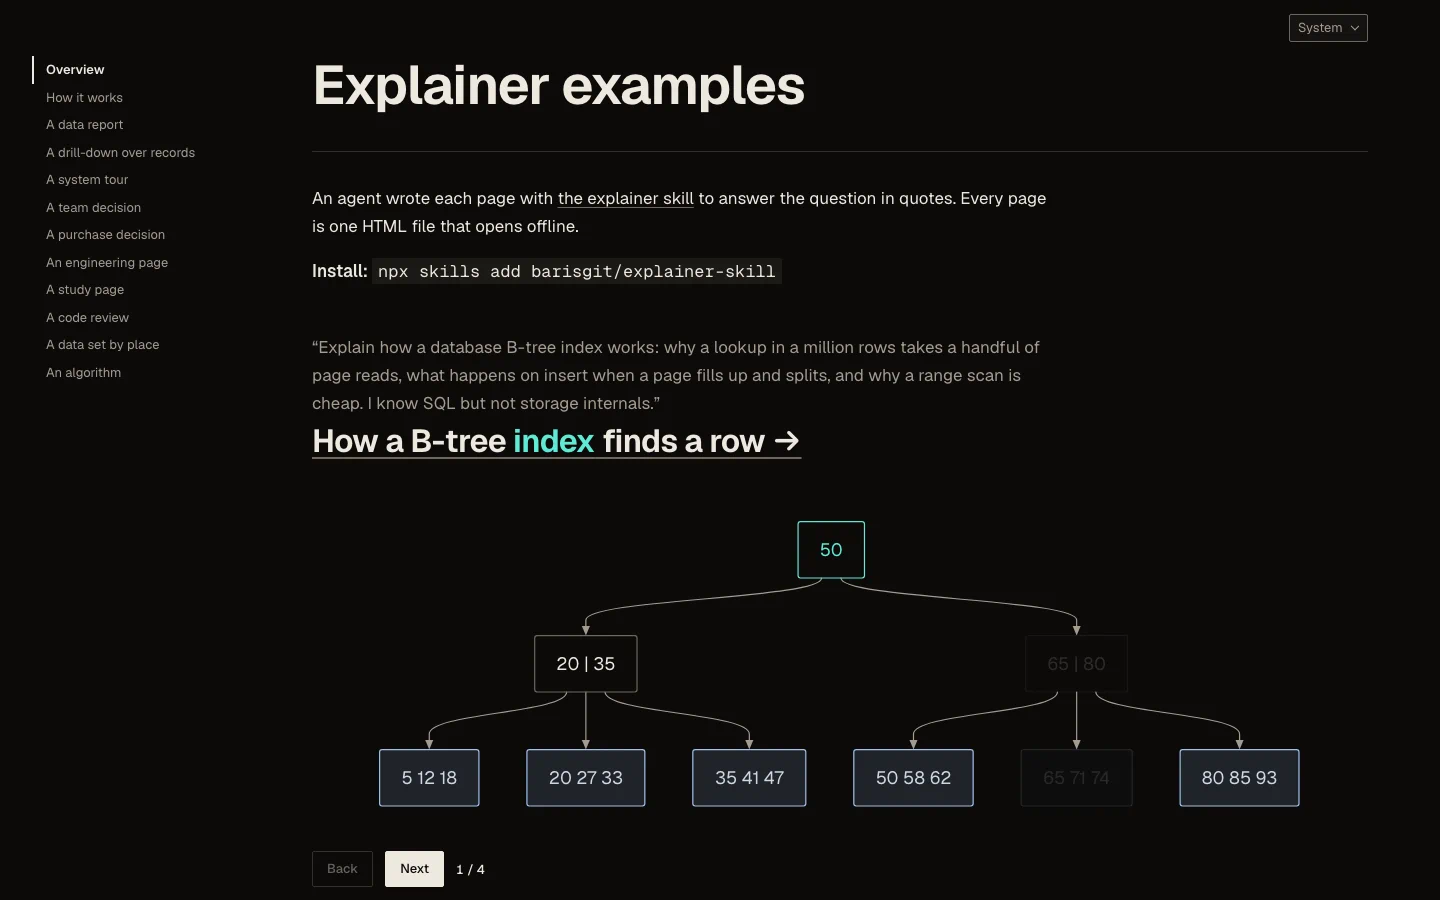 System
Overview
How it works
A data report
A drill-down over records
A system tour
A team decision
A purchase decision
An engineering page
A study page
A code review
A data set by place
An algorithm
Explainer examples
An agent wrote each page with the explainer skill to answer the question in quotes. Every page
is one HTML file that opens offline.
Install: npx skills add barisgit/explainer-skill
“Explain how a database B-tree index works: why a lookup in a million rows takes a handful of
page reads, what happens on insert when a page fills up and splits, and why a range scan is
cheap. I know SQL but not storage internals.”
How a B-tree index finds a row →
50
20 | 35
65 | 80
5 12 18
20 27 33
35 41 47
50 58 62
65 71 74
80 85 93
Back
Next
1 / 4